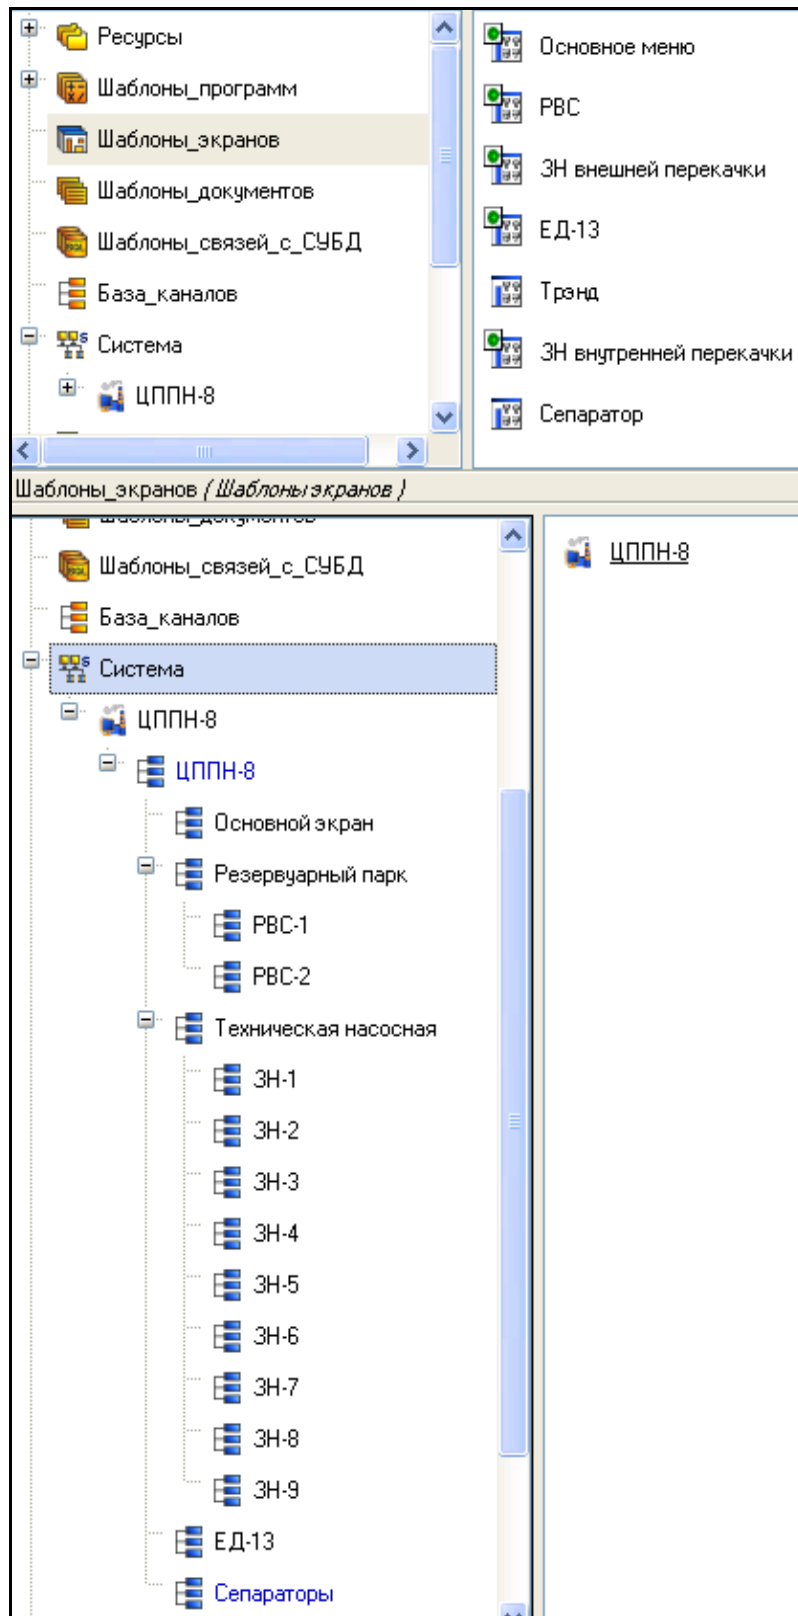 Ресурсы
Шаблоны_программ
Шаблоны_экранов
Шаблоны_документов
Шаблоны_связей_с_СУБД
База_каналов
Система
ЦППН-8
Основное меню
РВС
ЗН внешней перекачки
ЕД-13
Трэнд
ЗН внутренней перекачки
Сепаратор
Шаблоны_экранов ( Шаблоны экранов )
Шаблоны_документов
Шаблоны_связей_с_СУБД
База_каналов
Система
ЦППН-8
ЦППН-8
Основной экран
Резервуарный парк
РВС-1
РВС-2
Техническая насосная
ЗН-1
ЗН-2
ЗН-3
ЗН-4
ЗН-5
ЗН-6
ЗН-7
ЗН-8
ЗН-9
ЕД-13
Сепараторы
ЦППН-8